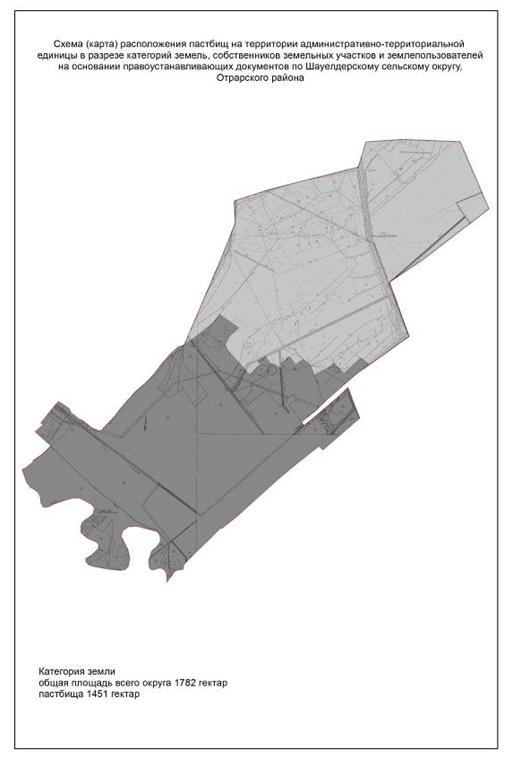 Схема (карта) расположения пастбищ на территории административно-территориальной
единицы в разрезе категорий земель, собственников земельных участков и землепользователей
на основании правоустанавливающих документов по Шауелдерскому сельскому округу,
Отрарского района
Категория земли
общая площадь всего округа 1782 гектар
пастбища 1451 гектар